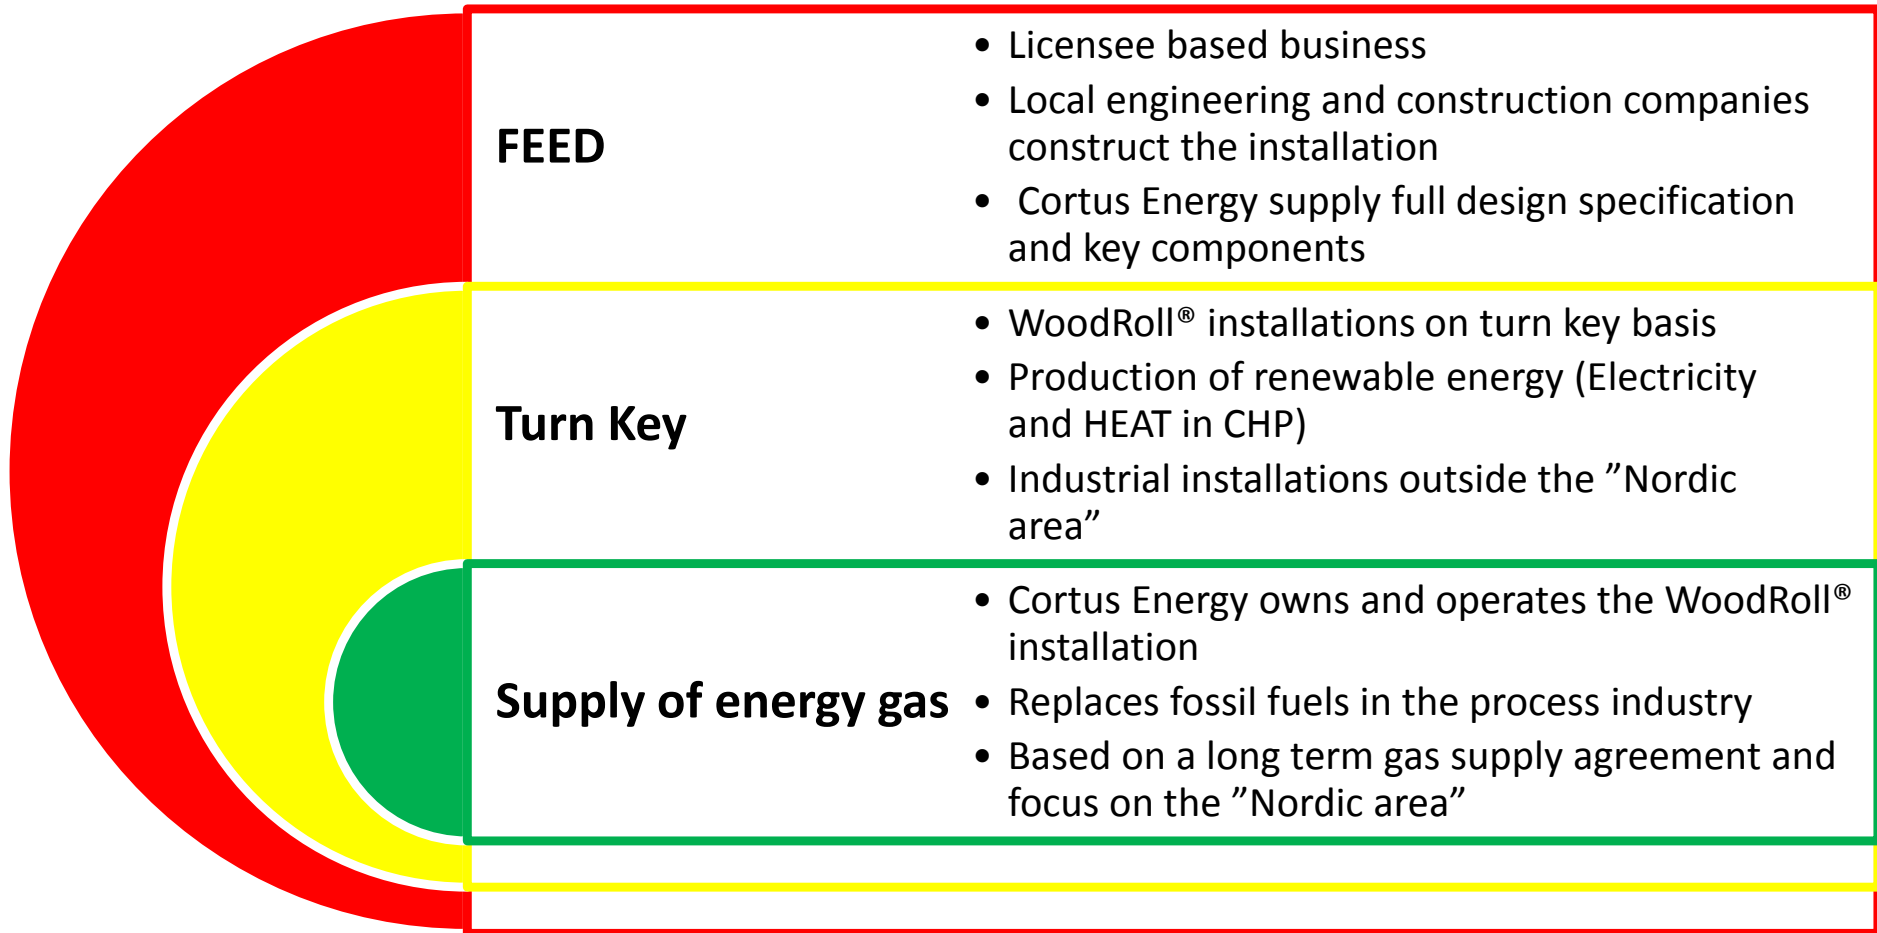 FEED
• Licensee based business
• Local engineering and construction companies
construct the installation
• Cortus Energy supply full design specification
and key components
Turn Key
• WoodRoll® installations on turn key basis
• Production of renewable energy (Electricity
and HEAT in CHP)
• Industrial installations outside the ”Nordic
area”
Supply of energy gas
• Cortus Energy owns and operates the WoodRoll®
installation
• Replaces fossil fuels in the process industry
• Based on a long term gas supply agreement and
focus on the ”Nordic area”